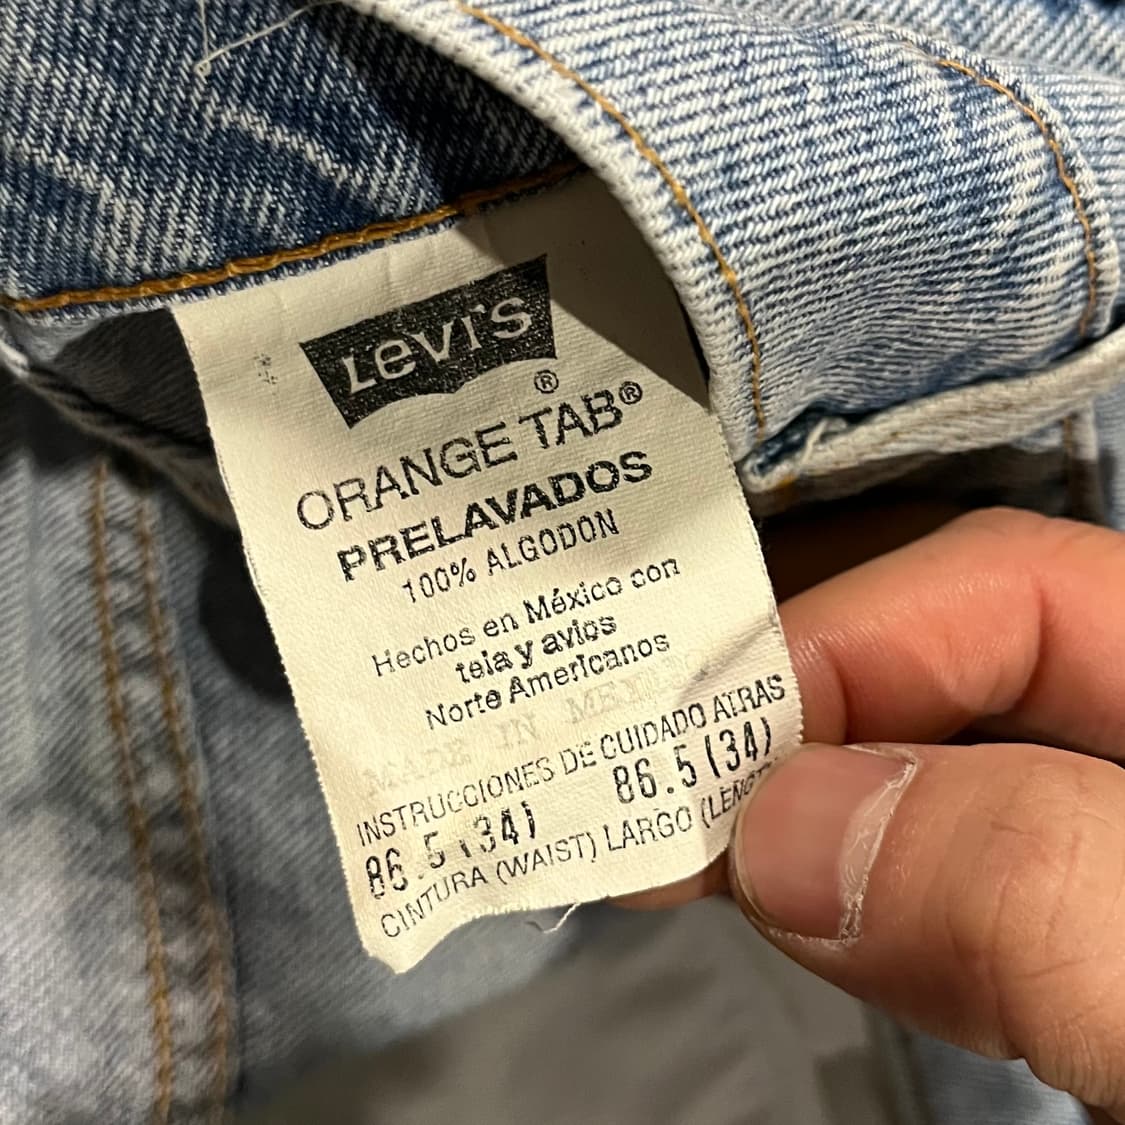 Levi's
®
ORANGE TAB®
PRELAVADOS
100% ALGODON
Hechos en México con
tela y avios
Norte Americanos
MADE IN MEXICO
INSTRUCCIONES DE CUIDADO ATRAS
86.5 (34) 86.5 (34)
CINTURA (WAIST) LARGO (LENGT